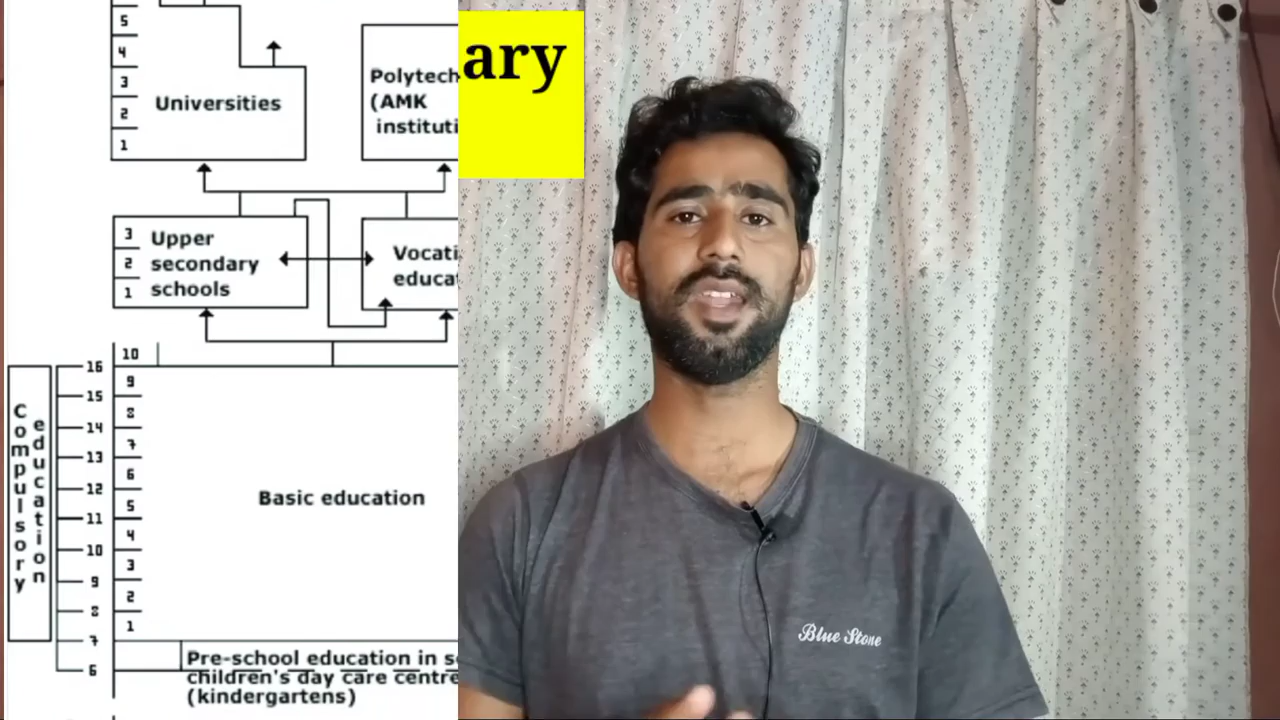 ary
5
4
3
2
1
Universities
Polytech
(AMK
instituti
3
2
1
Upper
secondary
schools
Vocati
educat
10
9
8
7
6
5
4
3
2
1
16
15
14
13
12
11
10
9
8
7
6
Compulsory
education
Basic education
Pre-school education in s
children's day care centre
(kindergartens)
Blue Stone